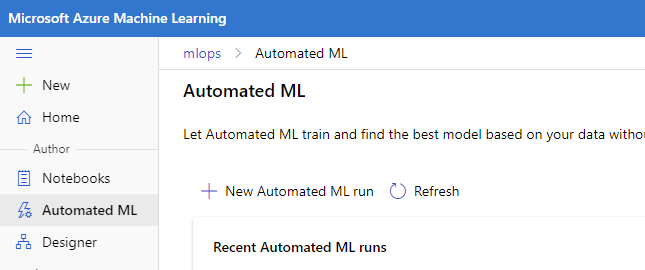 Microsoft Azure Machine Learning
mlops > Automated ML
New
Automated ML
Home
Author
Let Automated ML train and find the best model based on your data
Notebooks
New Automated ML run
Refresh
Automated ML
Designer
Recent Automated ML runs